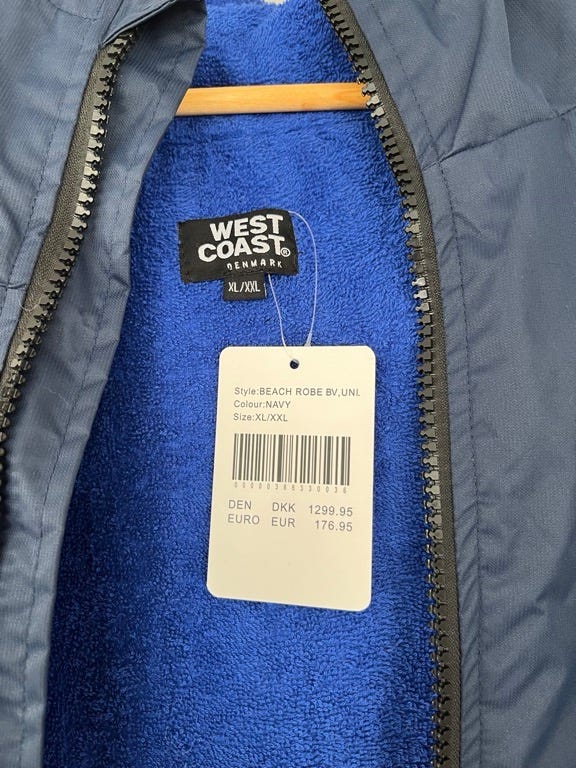 WEST
COAST®
DENMARK
XL/XXL
Style:BEACH ROBE BV,UNI.
Colour:NAVY
Size:XL/XXL
DEN DKK 1299.95
EURO EUR 176.95